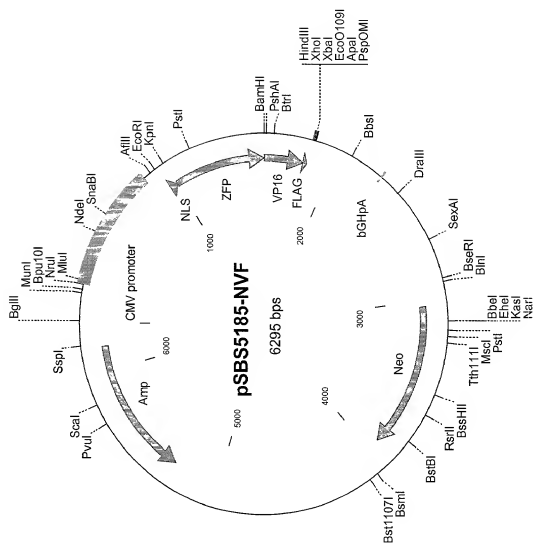 HindIII
XhoI
XbaI
EcoO109I
ApaI
PspOMI
BamHI
PshAI
BtrI
PstI
KpnI
EcoRI
AflII
SnaBI
NdeI
MluI
NruI
Bpu10I
MunI
BglII
SspI
ScaI
PvuI
BbsI
DraIII
SexAI
BseRI
BlnI
BbeI
EheI
KasI
NarI
PstI
MscI
Tth111I
BssHII
RsrII
BstBI
BsmI
Bst1107I
NLS
ZFP
VP16
FLAG
bGHpA
CMV promoter
Amp
Neo
1000
2000
3000
4000
5000
6000
pSBS5185-NVF
6295 bps